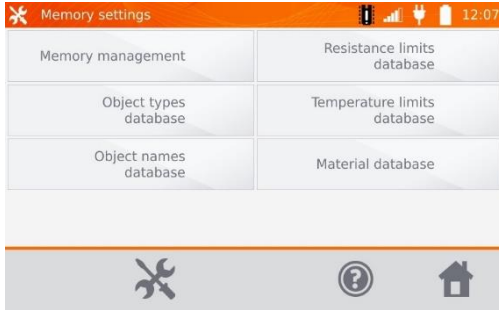 Memory settings
12:07
Memory management
Resistance limits
database
Object types
database
Temperature limits
database
Object names
database
Material database